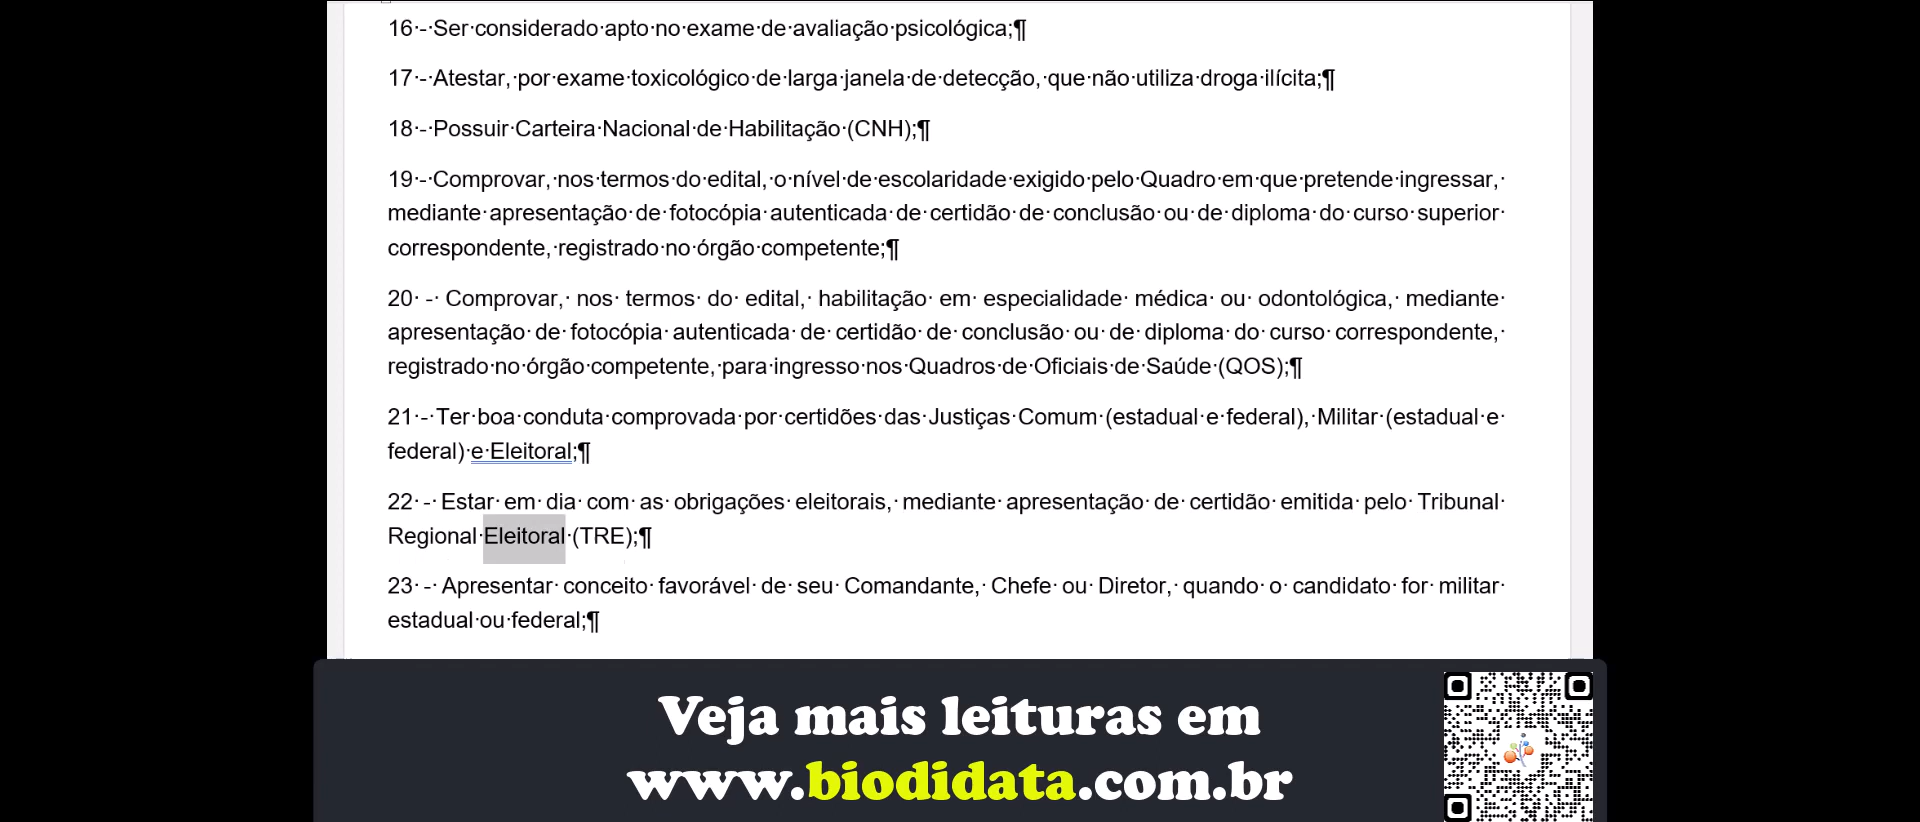 16 - Ser considerado apto no exame de avaliação psicológica;¶
17 - Atestar, por exame toxicológico de larga janela de detecção, que não utiliza droga ilícita;¶
18 - Possuir Carteira Nacional de Habilitação (CNH);¶
19 - Comprovar, nos termos do edital, o nível de escolaridade exigido pelo Quadro em que pretende ingressar,
mediante apresentação de fotocópia autenticada de certidão de conclusão ou de diploma do curso superior
correspondente, registrado no órgão competente;¶
20 - Comprovar, nos termos do edital, habilitação em especialidade médica ou odontológica, mediante
apresentação de fotocópia autenticada de certidão de conclusão ou de diploma do curso correspondente,
registrado no órgão competente, para ingresso nos Quadros de Oficiais de Saúde (QOS);¶
21 - Ter boa conduta comprovada por certidões das Justiças Comum (estadual e federal), Militar (estadual e
federal) e Eleitoral;¶
22 - Estar em dia com as obrigações eleitorais, mediante apresentação de certidão emitida pelo Tribunal
Regional Eleitoral (TRE);¶
23 - Apresentar conceito favorável de seu Comandante, Chefe ou Diretor, quando o candidato for militar
estadual ou federal;¶
Veja mais leituras em
www.biodidata.com.br